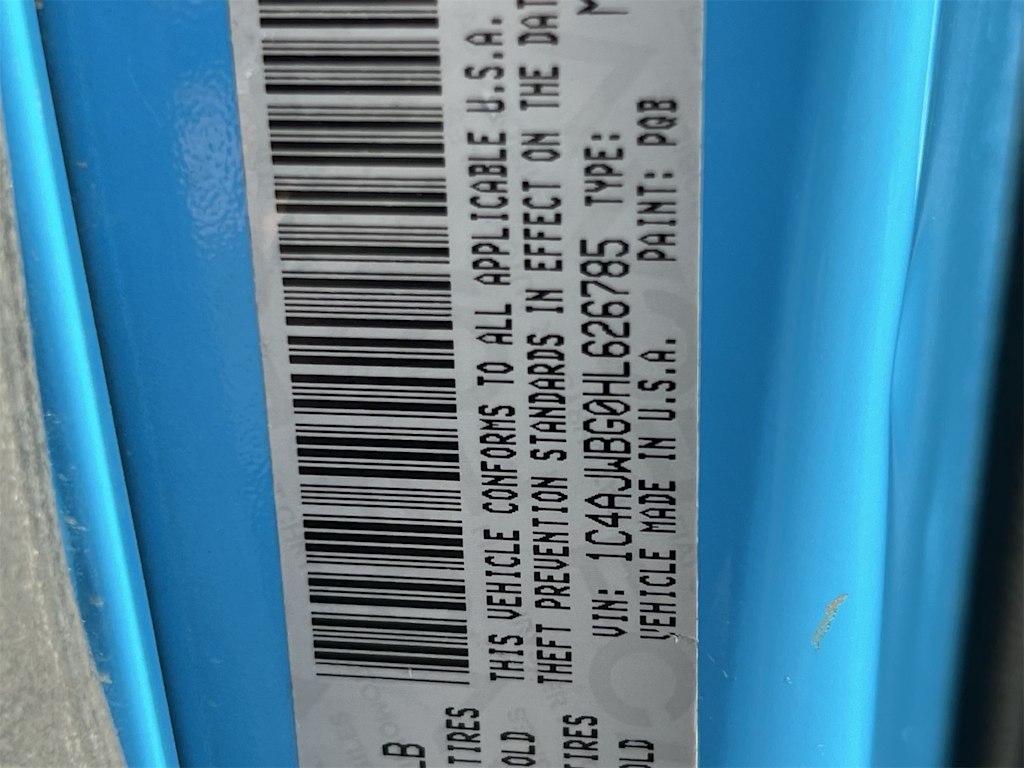 THIS VEHICLE CONFORMS TO ALL APPLICABLE U.S.A.
THEFT PREVENTION STANDARDS IN EFFECT ON THE DAT
VIN: 1C4AJWBG0HL626785 TYPE: M
VEHICLE MADE IN U.S.A. PAINT: PQB
LB
TIRES
OLD
TIRES
OLD